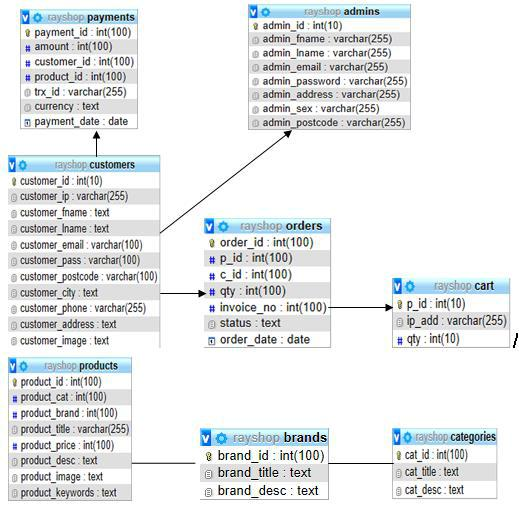 rayshop payments
payment_id : int(100)
amount : int(100)
customer_id : int(100)
product_id : int(100)
trx_id : varchar(255)
currency : text
payment_date : date
rayshop admins
admin_id : int(10)
admin_fname : varchar(255)
admin_lname : varchar(255)
admin_email : varchar(255)
admin_password : varchar(255)
admin_address : varchar(255)
admin_sex : varchar(255)
admin_postcode : varchar(255)
rayshop customers
customer_id : int(10)
customer_ip : varchar(255)
customer_fname : text
customer_lname : text
customer_email : varchar(100)
customer_pass : varchar(100)
customer_postcode : varchar(100)
customer_city : text
customer_phone : varchar(255)
customer_address : text
customer_image : text
rayshop orders
order_id : int(100)
p_id : int(100)
c_id : int(100)
qty : int(100)
invoice_no : int(100)
status : text
order_date : date
rayshop cart
p_id : int(10)
ip_add : varchar(255)
qty : int(10)
rayshop products
product_id : int(100)
product_cat : int(100)
product_brand : int(100)
product_title : varchar(255)
product_price : int(100)
product_desc : text
product_image : text
product_keywords : text
rayshop brands
brand_id : int(100)
brand_title : text
brand_desc : text
rayshop categories
cat_id : int(100)
cat_title : text
cat_desc : text